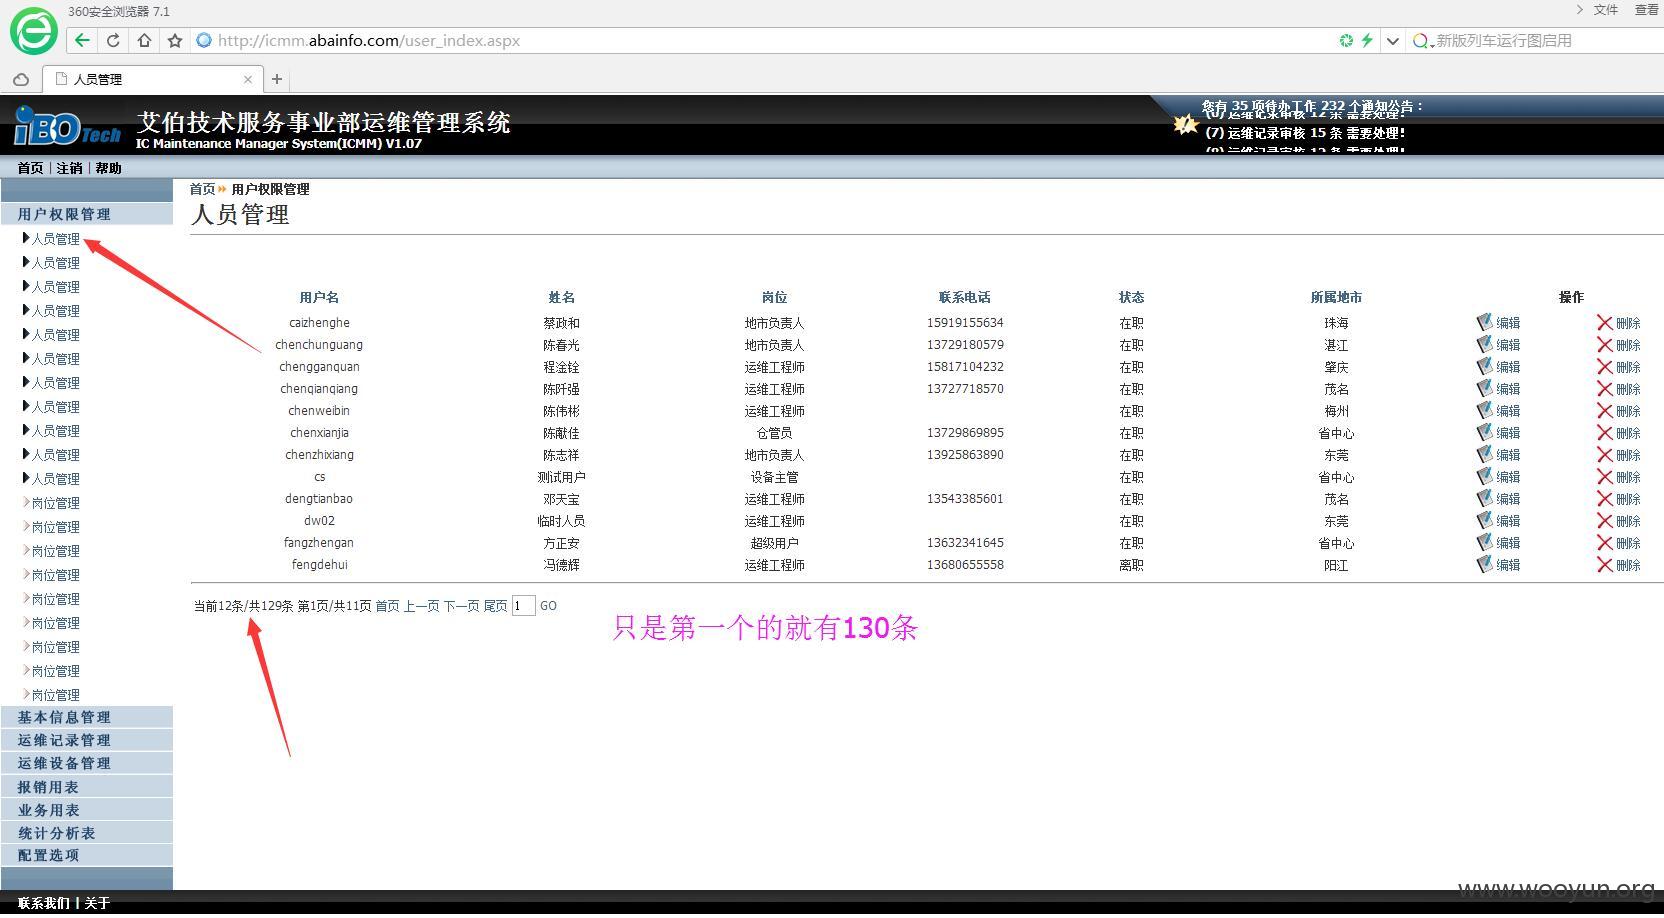 360安全浏览器 7.1
文件 查看
http://icmm.abainfo.com/user_index.aspx
新版列车运行图启用
人员管理
iBO Tech
艾伯技术服务事业部运维管理系统
IC Maintenance Manager System(ICMM) V1.07
您有 35 项待办工作 232 个通知公告：
(6) 运维记录审核 12 条 需要处理!
(7) 运维记录审核 15 条 需要处理!
首页 | 注销 | 帮助
首页 用户权限管理
人员管理
用户权限管理
人员管理
人员管理
人员管理
人员管理
人员管理
人员管理
人员管理
人员管理
人员管理
人员管理
人员管理
岗位管理
岗位管理
岗位管理
岗位管理
岗位管理
岗位管理
岗位管理
岗位管理
岗位管理
基本信息管理
运维记录管理
运维设备管理
报销用表
业务用表
统计分析表
配置选项
用户名 姓名 岗位 联系电话 状态 所属地市 操作
caizhenghe 蔡政和 地市负责人 15919155634 在职 珠海 编辑 删除
chenchunguang 陈春光 地市负责人 13729180579 在职 湛江 编辑 删除
chengganquan 程淦铨 运维工程师 15817104232 在职 肇庆 编辑 删除
chenqianqiang 陈阡强 运维工程师 13727718570 在职 茂名 编辑 删除
chenweibin 陈伟彬 运维工程师 在职 梅州 编辑 删除
chenxianjia 陈献佳 仓管员 13729869895 在职 省中心 编辑 删除
chenzhixiang 陈志祥 地市负责人 13925863890 在职 东莞 编辑 删除
cs 测试用户 设备主管 在职 省中心 编辑 删除
dengtianbao 邓天宝 运维工程师 13543385601 在职 茂名 编辑 删除
dw02 临时人员 运维工程师 在职 东莞 编辑 删除
fangzhengan 方正安 超级用户 13632341645 在职 省中心 编辑 删除
fengdehui 冯德辉 运维工程师 13680655558 离职 阳江 编辑 删除
当前12条/共129条 第1页/共11页 首页 上一页 下一页 尾页 1 GO
只是第一个的就有130条
www.wooyun.org
联系我们 | 关于